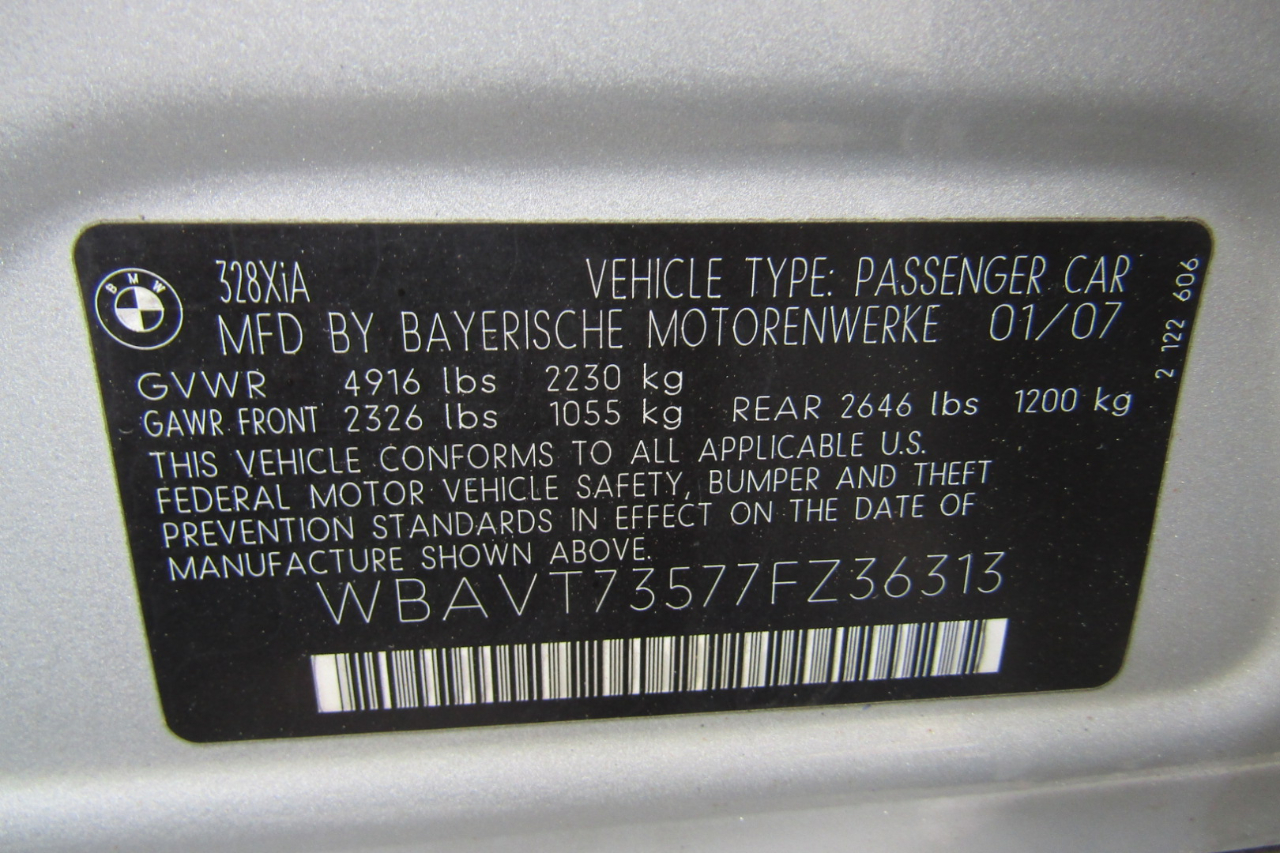 BMW
328XiA VEHICLE TYPE: PASSENGER CAR
MFD BY BAYERISCHE MOTORENWERKE 01/07
GVWR 4916 lbs 2230 kg
GAWR FRONT 2326 lbs 1055 kg REAR 2646 lbs 1200 kg
THIS VEHICLE CONFORMS TO ALL APPLICABLE U.S.
FEDERAL MOTOR VEHICLE SAFETY, BUMPER AND THEFT
PREVENTION STANDARDS IN EFFECT ON THE DATE OF
MANUFACTURE SHOWN ABOVE.
WBAVT73577FZ36313
2 122 606